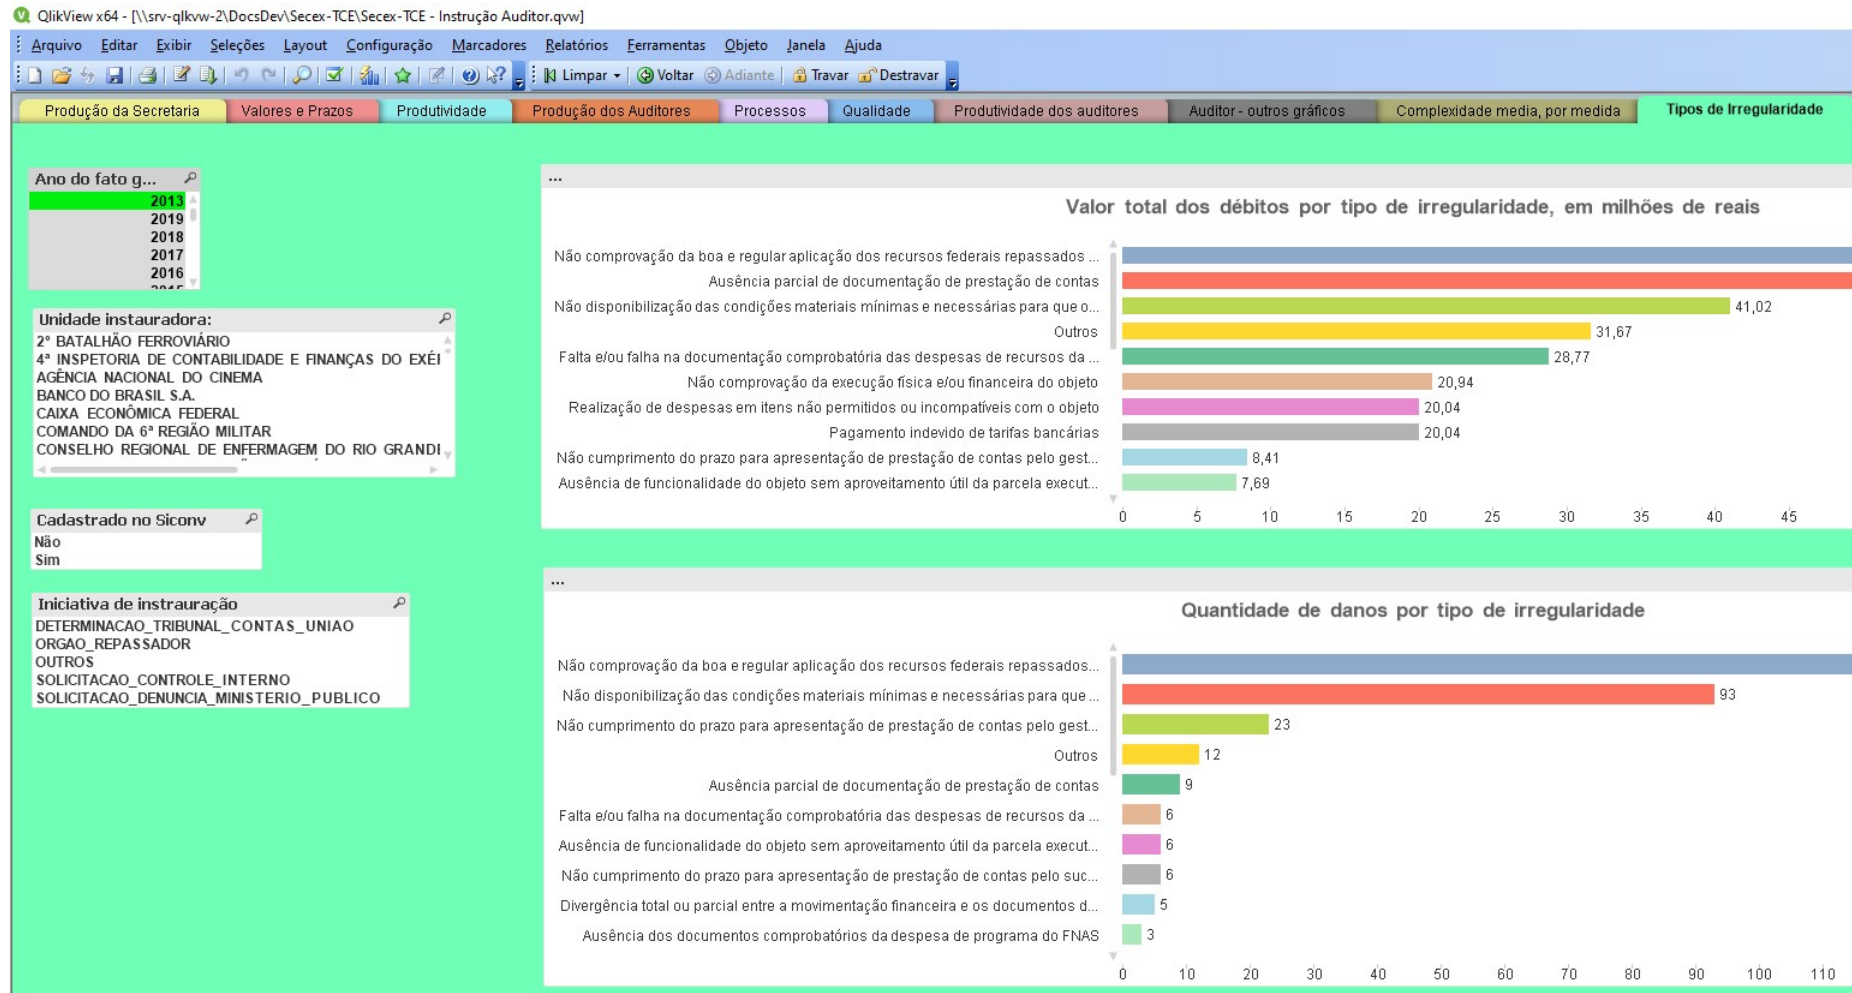 QlikView x64 - [\\srv-qlkvw-2\DocsDev\Secex-TCE\Secex-TCE - Instrução Auditor.qvw]
Arquivo Editar Exibir Seleções Layout Configuração Marcadores Relatórios Ferramentas Objeto Janela Ajuda
Limpar Voltar Adiante Travar Destravar
Produção da Secretaria Valores e Prazos Produtividade Produção dos Auditores Processos Qualidade Produtividade dos auditores Auditor - outros gráficos Complexidade media, por medida Tipos de Irregularidade
Ano do fato g...
2013
2019
2018
2017
2016
2015
Unidade instauradora:
2° BATALHÃO FERROVIÁRIO
4ª INSPETORIA DE CONTABILIDADE E FINANÇAS DO EXÉI
AGÊNCIA NACIONAL DO CINEMA
BANCO DO BRASIL S.A.
CAIXA ECONÔMICA FEDERAL
COMANDO DA 6ª REGIÃO MILITAR
CONSELHO REGIONAL DE ENFERMAGEM DO RIO GRANDI
Cadastrado no Siconv
Não
Sim
Iniciativa de instrauração
DETERMINACAO_TRIBUNAL_CONTAS_UNIAO
ORGAO_REPASSADOR
OUTROS
SOLICITACAO_CONTROLE_INTERNO
SOLICITACAO_DENUNCIA_MINISTERIO_PUBLICO
...
Valor total dos débitos por tipo de irregularidade, em milhões de reais
Não comprovação da boa e regular aplicação dos recursos federais repassados ...
Ausência parcial de documentação de prestação de contas
Não disponibilização das condições materiais mínimas e necessárias para que o... 41,02
Outros 31,67
Falta e/ou falha na documentação comprobatória das despesas de recursos da ... 28,77
Não comprovação da execução física e/ou financeira do objeto 20,94
Realização de despesas em itens não permitidos ou incompatíveis com o objeto 20,04
Pagamento indevido de tarifas bancárias 20,04
Não cumprimento do prazo para apresentação de prestação de contas pelo gest... 8,41
Ausência de funcionalidade do objeto sem aproveitamento útil da parcela execut... 7,69
0 5 10 15 20 25 30 35 40 45
...
Quantidade de danos por tipo de irregularidade
Não comprovação da boa e regular aplicação dos recursos federais repassados...
Não disponibilização das condições materiais mínimas e necessárias para que ... 93
Não cumprimento do prazo para apresentação de prestação de contas pelo gest... 23
Outros 12
Ausência parcial de documentação de prestação de contas 9
Falta e/ou falha na documentação comprobatória das despesas de recursos da ... 6
Ausência de funcionalidade do objeto sem aproveitamento útil da parcela execut... 6
Não cumprimento do prazo para apresentação de prestação de contas pelo suc... 6
Divergência total ou parcial entre a movimentação financeira e os documentos d... 5
Ausência dos documentos comprobatórios da despesa de programa do FNAS 3
0 10 20 30 40 50 60 70 80 90 100 110